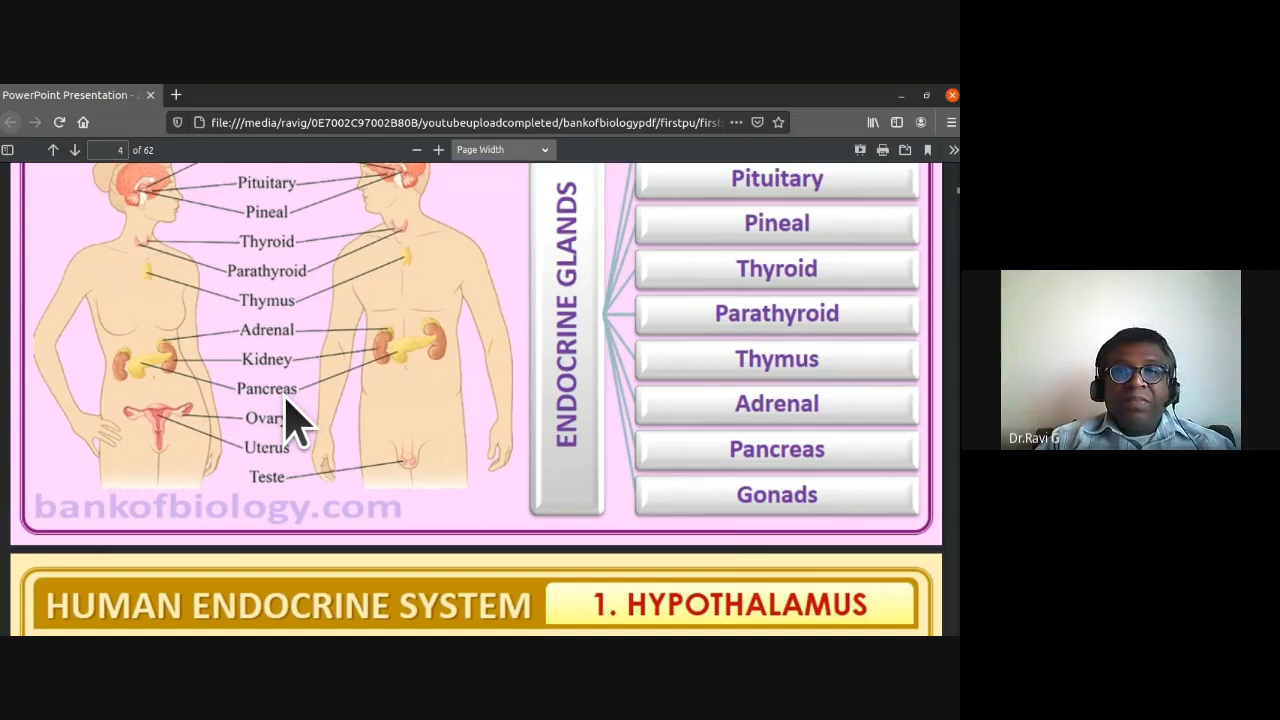 PowerPoint Presentation -
file:///media/ravig/0E7002C97002B80B/youtubeuploadcompleted/bankofbiologypdf/firstpu/first
4 of 62
Page Width
Pituitary
Pineal
Thyroid
Parathyroid
Thymus
Adrenal
Kidney
Pancreas
Ovary
Uterus
Teste
bankofbiology.com
ENDOCRINE GLANDS
Pituitary
Pineal
Thyroid
Parathyroid
Thymus
Adrenal
Pancreas
Gonads
HUMAN ENDOCRINE SYSTEM
1. HYPOTHALAMUS
Dr.Ravi G